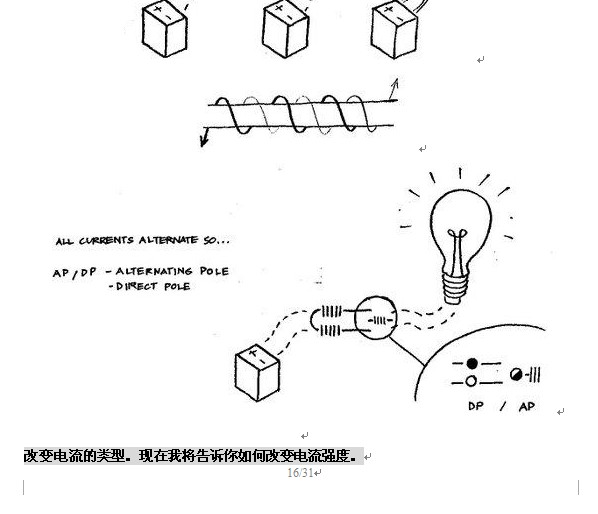 + -
+ -
+ -
ALL CURRENTS ALTERNATE SO...
AP/DP - ALTERNATING POLE
- DIRECT POLE
+ -
DP / AP
改变电流的类型。现在我将告诉你如何改变电流强度。
16/31